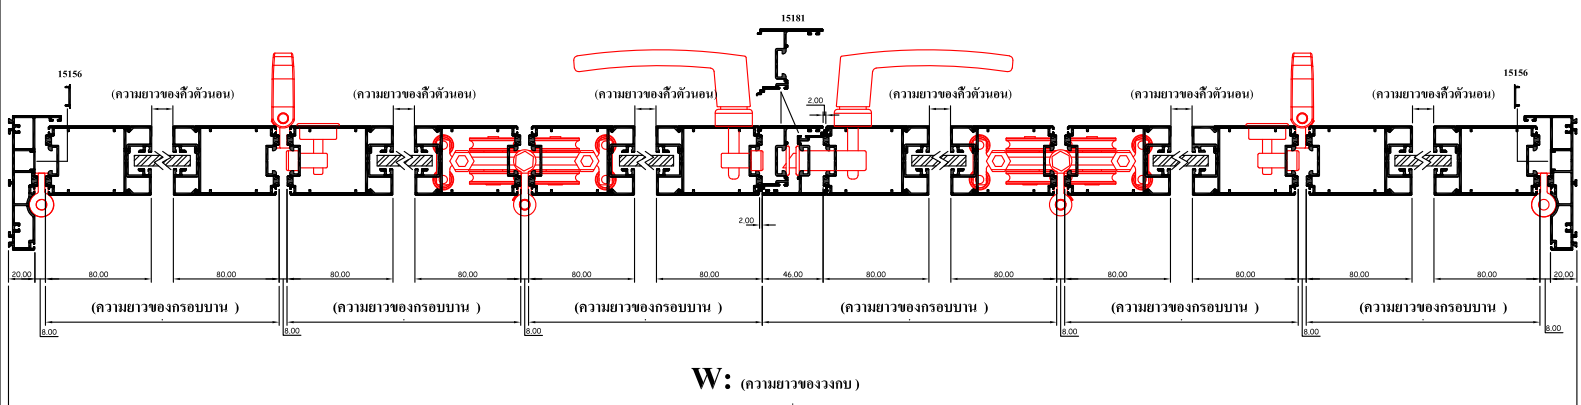 15181
15156
15156
(ความยาวของคิ้วตัวนอน) (ความยาวของคิ้วตัวนอน) (ความยาวของคิ้วตัวนอน) (ความยาวของคิ้วตัวนอน) (ความยาวของคิ้วตัวนอน) (ความยาวของคิ้วตัวนอน)
2.00
2.00
20.00 80.00 80.00 80.00 80.00 80.00 80.00 46.00 80.00 80.00 80.00 80.00 80.00 80.00 20.00
(ความยาวของกรอบบาน ) (ความยาวของกรอบบาน ) (ความยาวของกรอบบาน ) (ความยาวของกรอบบาน ) (ความยาวของกรอบบาน ) (ความยาวของกรอบบาน )
8.00 8.00 8.00 8.00 8.00 8.00
W: (ความยาวของวงกบ )